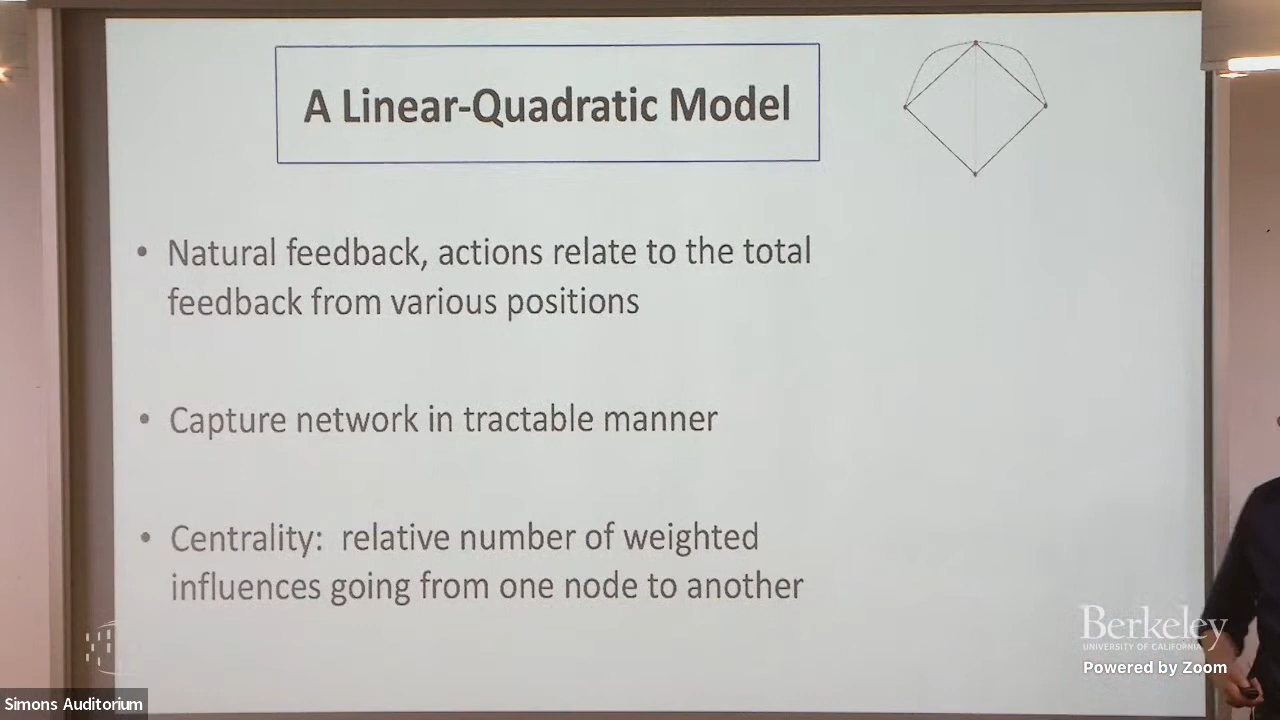 A Linear-Quadratic Model
• Natural feedback, actions relate to the total
feedback from various positions
• Capture network in tractable manner
• Centrality: relative number of weighted
influences going from one node to another
Berkeley
UNIVERSITY OF CALIFORNIA
Powered by Zoom
Simons Auditorium